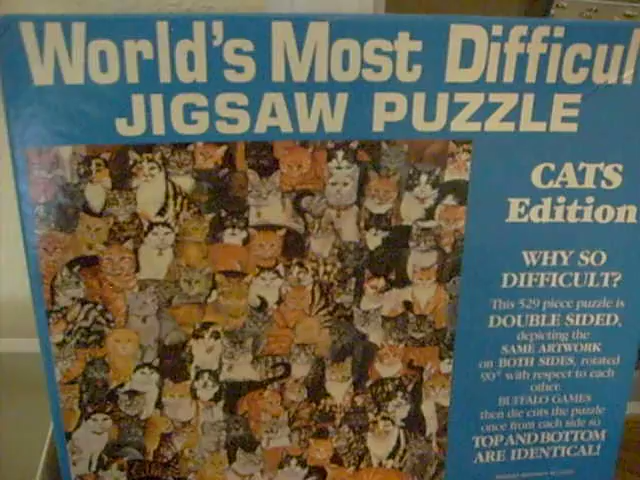 World's Most Difficul
JIGSAW PUZZLE
CATS
Edition
WHY SO
DIFFICULT?
This 529 piece puzzle is
DOUBLE SIDED,
depicting the
SAME ARTWORK
on BOTH SIDES, rotated
90° with respect to each
other.
BUFFALO GAMES
then die cuts the puzzle
once from each side so
TOP AND BOTTOM
ARE IDENTICAL!